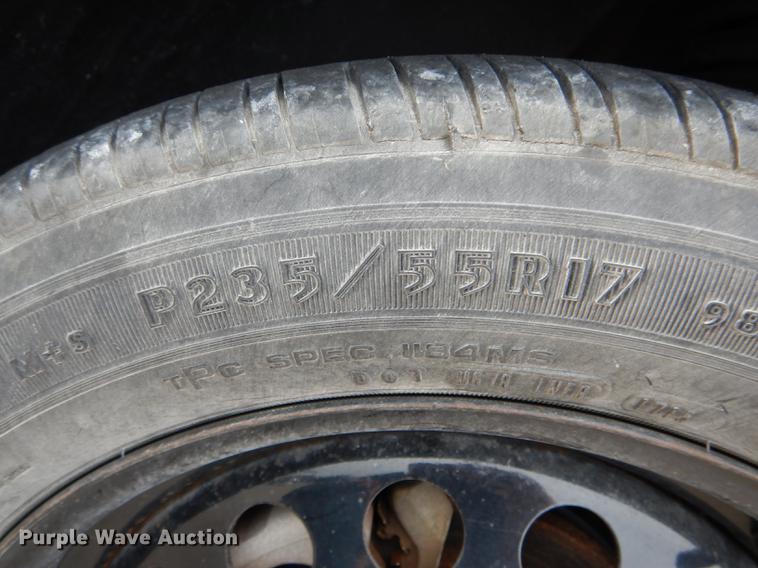 M+S P235/55R17 98
TPC SPEC 1184MS
DOT
Purple Wave Auction